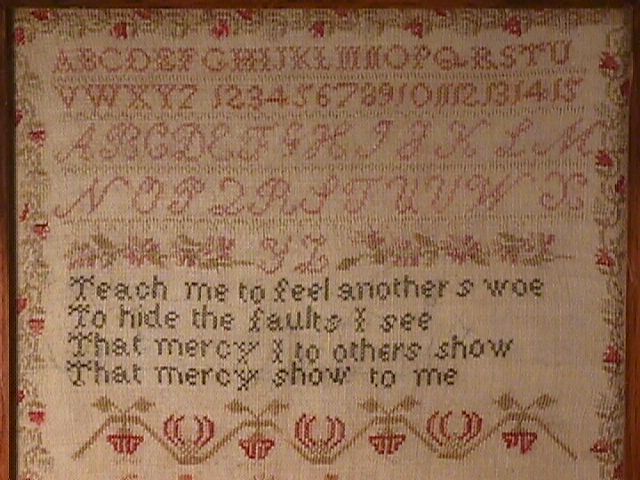 ABCDEFGHIJKLMNOPQRSTU
VWXYZ 123456789101112131415
ABCDEFGHIJKLM
NOPQRSTUVWX
YZ
Teach me to feel another s woe
To hide the faults I see
That mercy I to others show
That mercy show to me